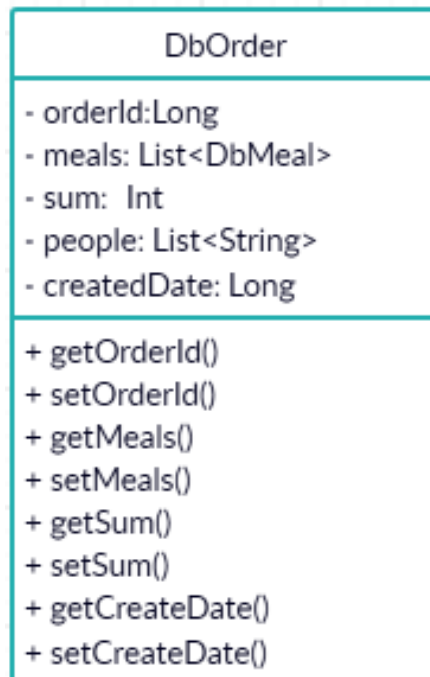 DbOrder
- orderId:Long
- meals: List<DbMeal>
- sum: Int
- people: List<String>
- createdDate: Long
+ getOrderId()
+ setOrderId()
+ getMeals()
+ setMeals()
+ getSum()
+ setSum()
+ getCreateDate()
+ setCreateDate()